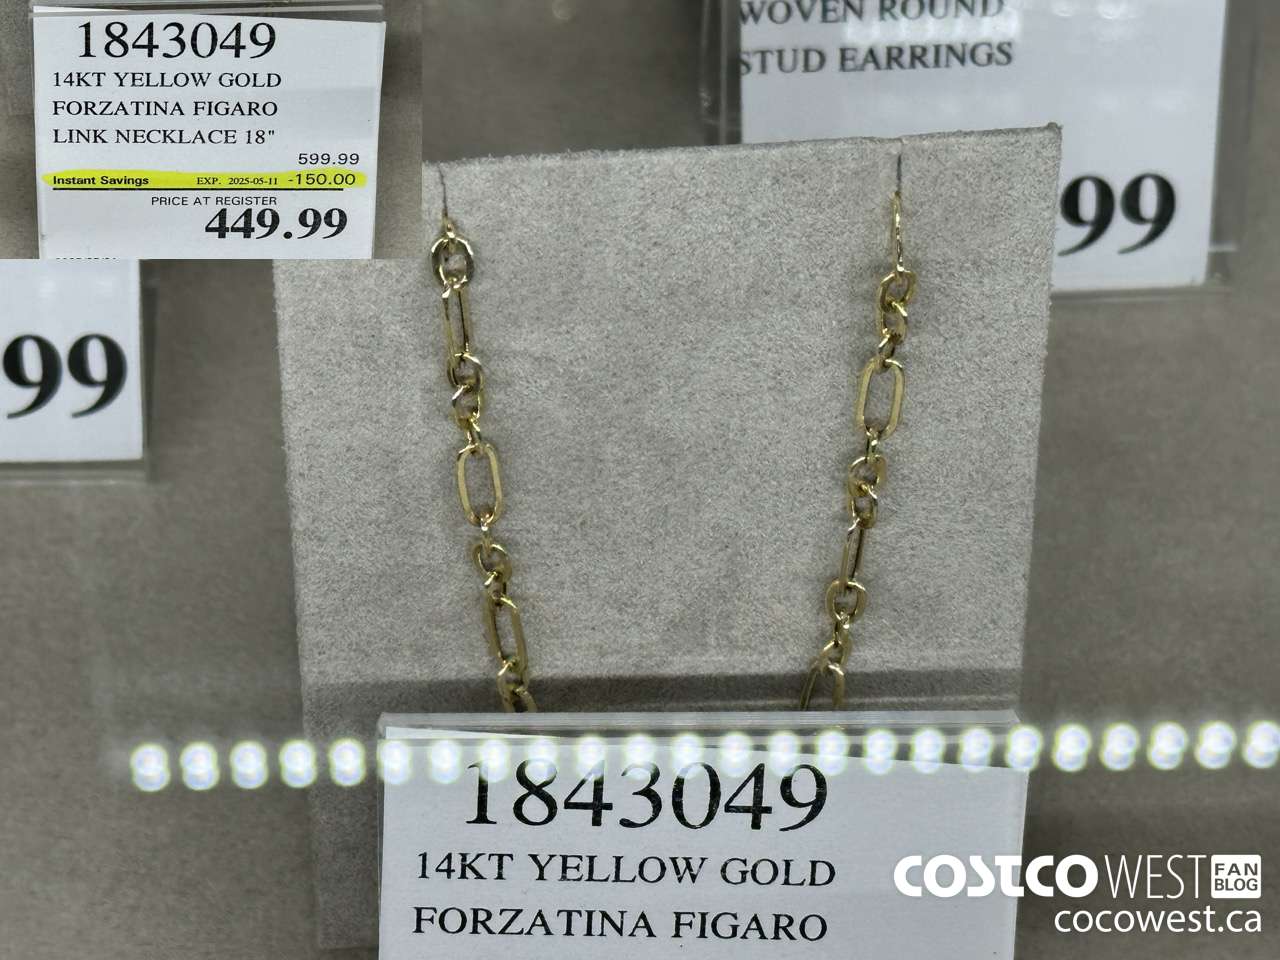 1843049
14KT YELLOW GOLD
FORZATINA FIGARO
LINK NECKLACE 18"
599.99
Instant Savings EXP. 2025-05-11 -150.00
PRICE AT REGISTER
449.99
WOVEN ROUND
STUD EARRINGS
99
99
1843049
14KT YELLOW GOLD
FORZATINA FIGARO
COSTCO WEST FAN BLOG
cocowest.ca